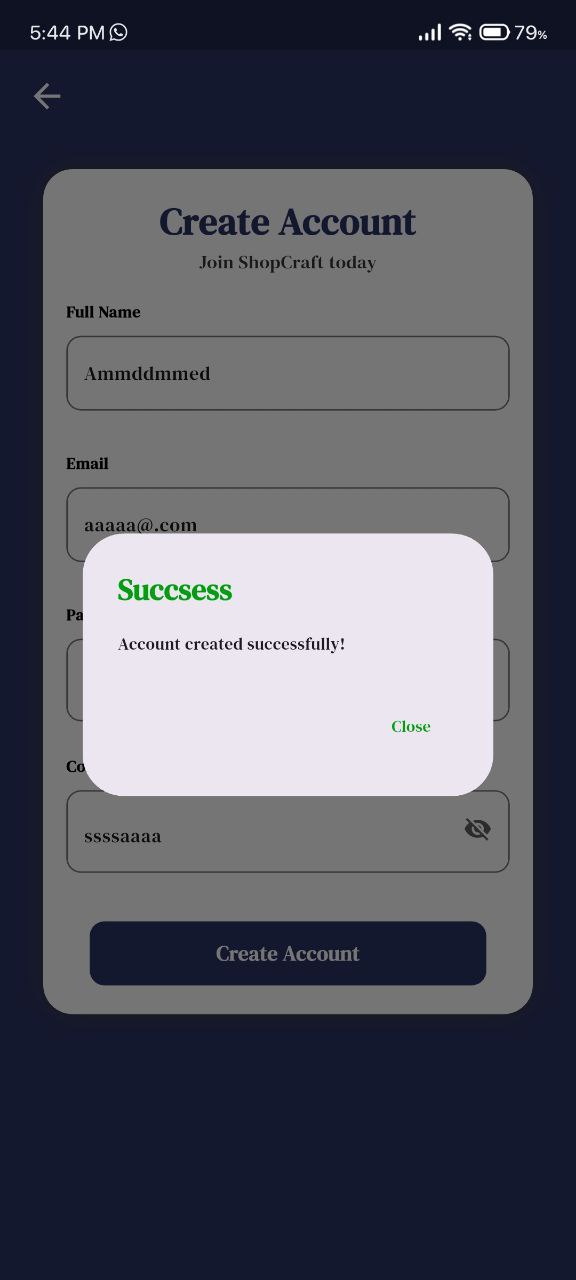 5:44 PM
79%
Create Account
Join ShopCraft today
Full Name
Ammddmmed
Email
aaaaa@.com
Succsess
Pa
Account created successfully!
Close
Co
ssssaaaa
Create Account